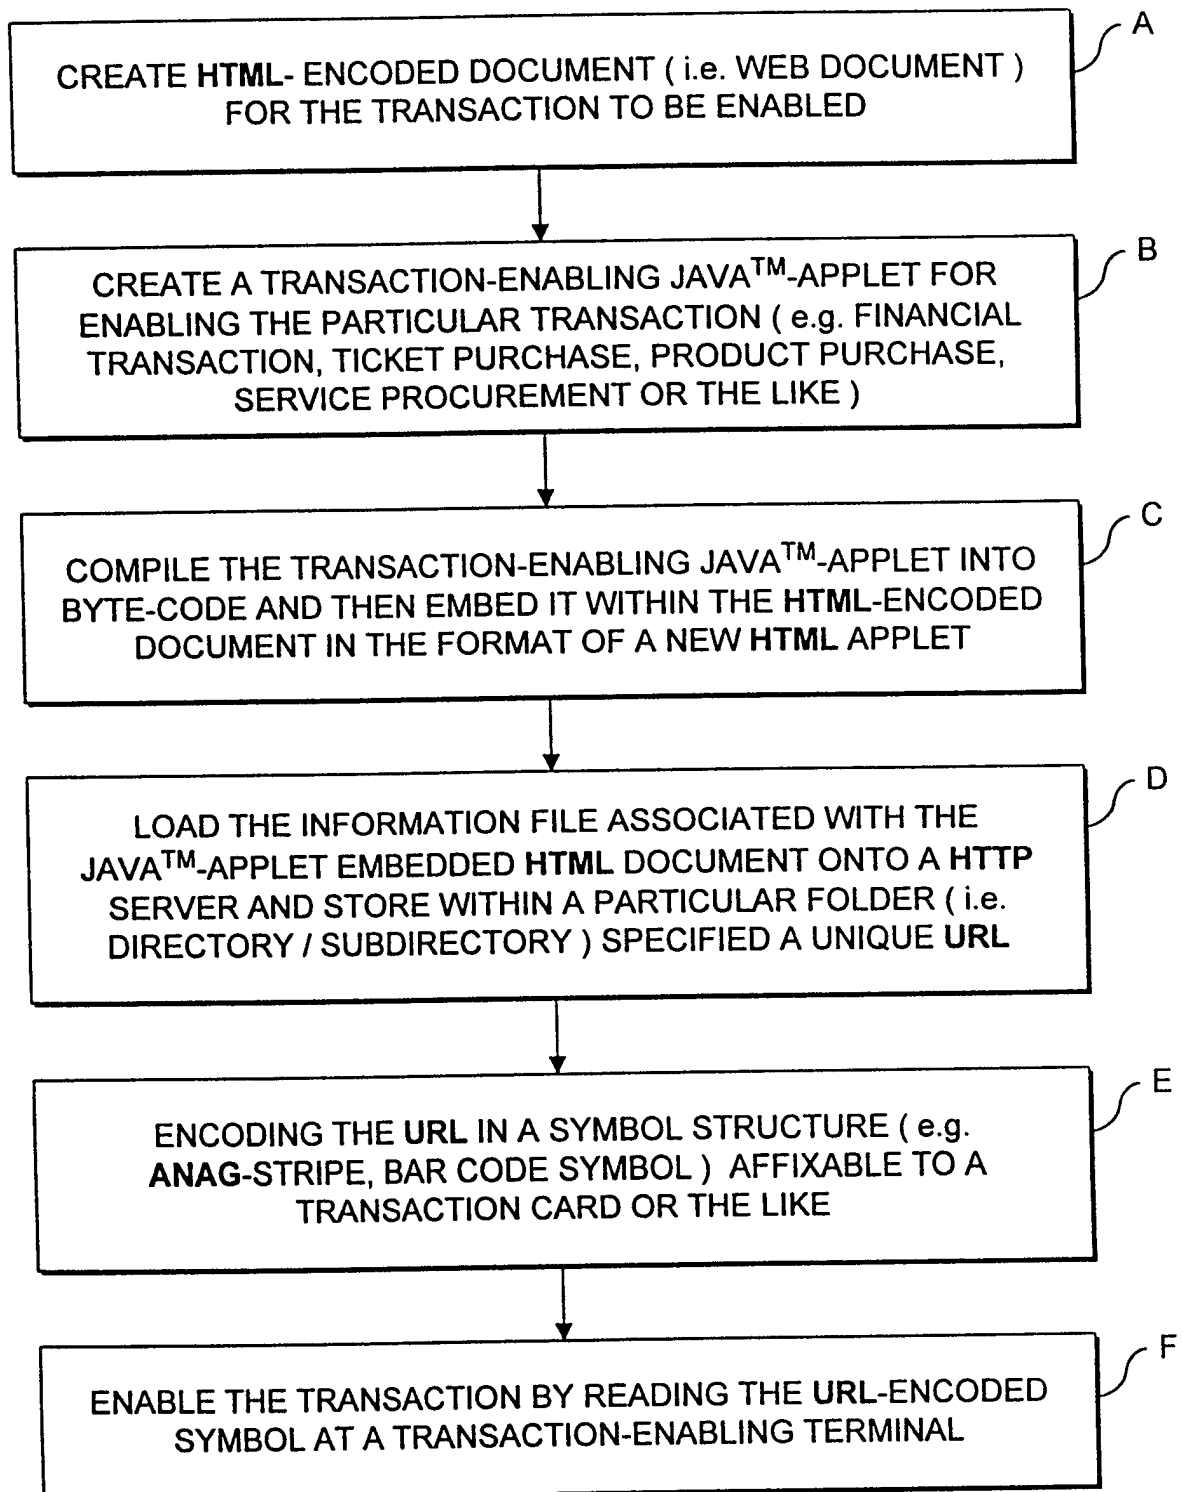 A
CREATE HTML- ENCODED DOCUMENT ( i.e. WEB DOCUMENT )
FOR THE TRANSACTION TO BE ENABLED
B
CREATE A TRANSACTION-ENABLING JAVA™-APPLET FOR
ENABLING THE PARTICULAR TRANSACTION ( e.g. FINANCIAL
TRANSACTION, TICKET PURCHASE, PRODUCT PURCHASE,
SERVICE PROCUREMENT OR THE LIKE )
C
COMPILE THE TRANSACTION-ENABLING JAVA™-APPLET INTO
BYTE-CODE AND THEN EMBED IT WITHIN THE HTML-ENCODED
DOCUMENT IN THE FORMAT OF A NEW HTML APPLET
D
LOAD THE INFORMATION FILE ASSOCIATED WITH THE
JAVA™-APPLET EMBEDDED HTML DOCUMENT ONTO A HTTP
SERVER AND STORE WITHIN A PARTICULAR FOLDER ( i.e.
DIRECTORY / SUBDIRECTORY ) SPECIFIED A UNIQUE URL
E
ENCODING THE URL IN A SYMBOL STRUCTURE ( e.g.
ANAG-STRIPE, BAR CODE SYMBOL ) AFFIXABLE TO A
TRANSACTION CARD OR THE LIKE
F
ENABLE THE TRANSACTION BY READING THE URL-ENCODED
SYMBOL AT A TRANSACTION-ENABLING TERMINAL